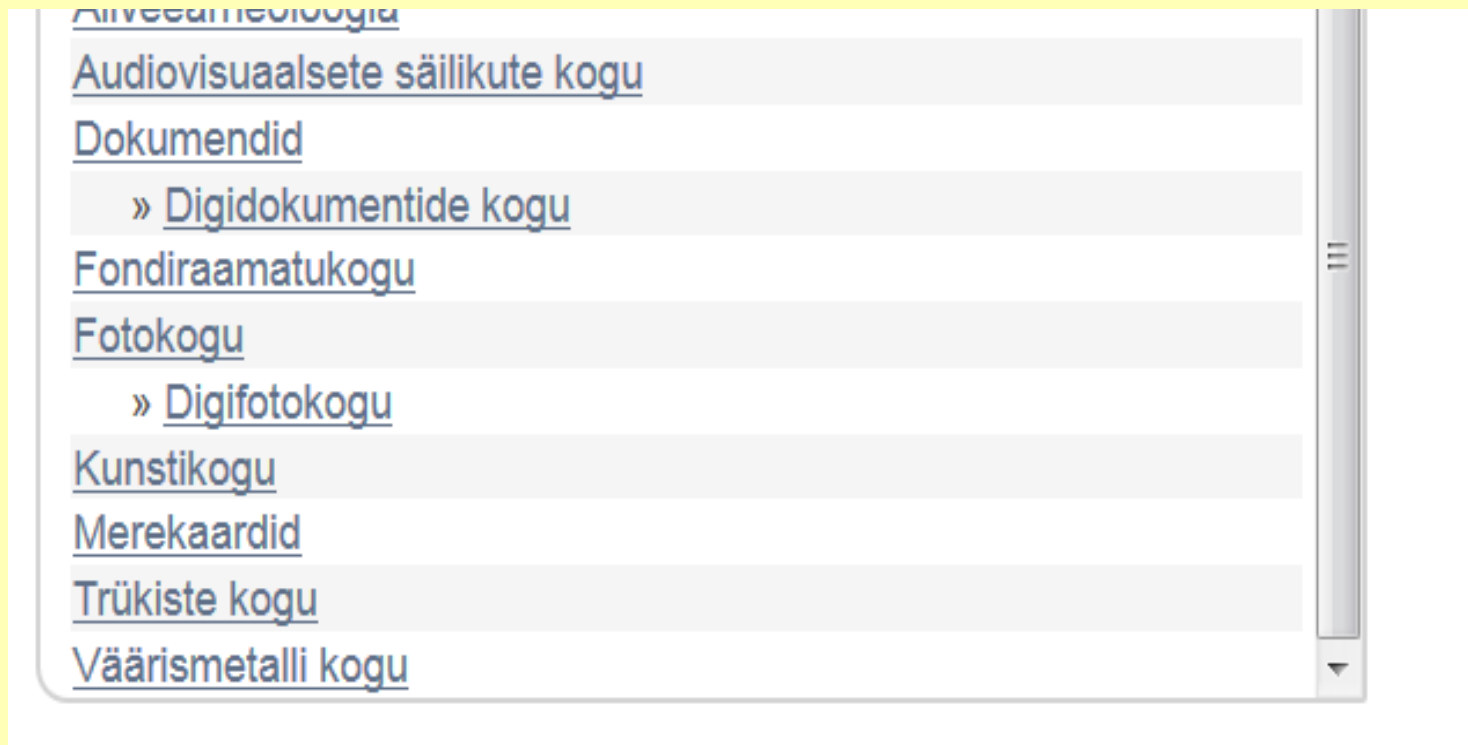 Audiovisuaalsete säilikute kogu
Dokumendid
» Digidokumentide kogu
Fondiraamatukogu
Fotokogu
» Digifotokogu
Kunstikogu
Merekaardid
Trükiste kogu
Väärismetalli kogu